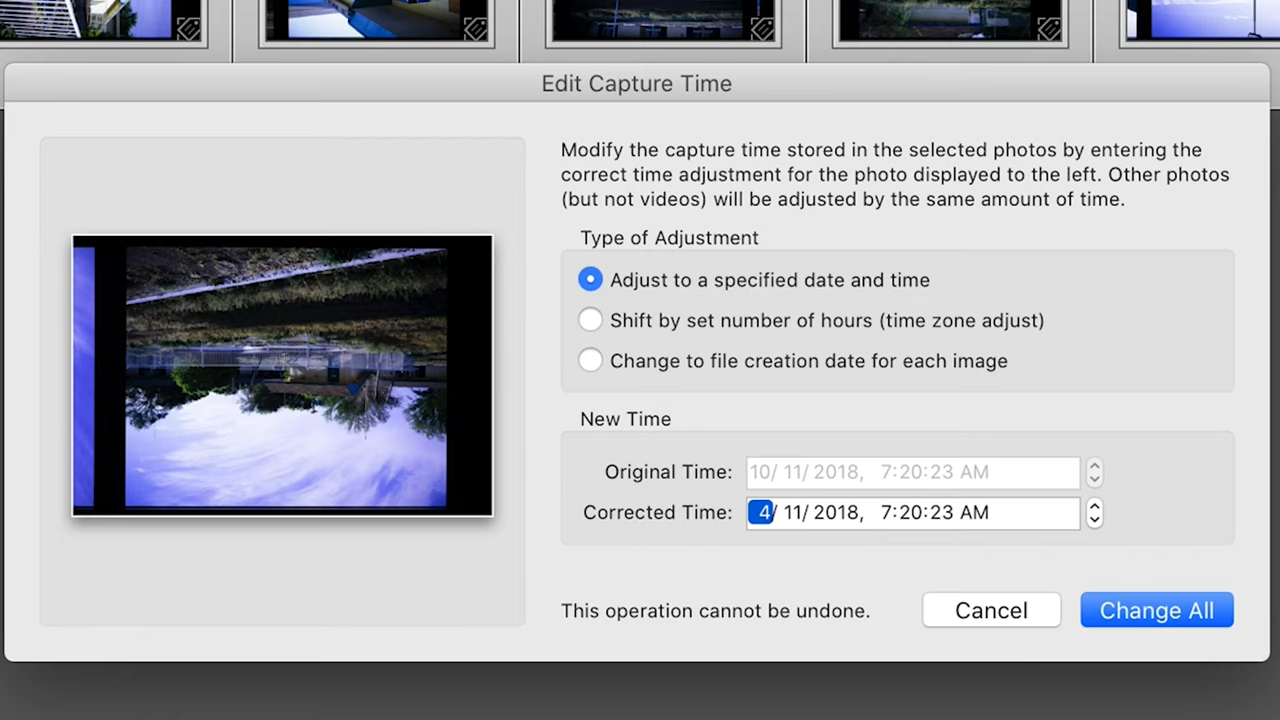 Edit Capture Time
Modify the capture time stored in the selected photos by entering the
correct time adjustment for the photo displayed to the left. Other photos
(but not videos) will be adjusted by the same amount of time.
Type of Adjustment
Adjust to a specified date and time
Shift by set number of hours (time zone adjust)
Change to file creation date for each image
New Time
Original Time: 10/ 11/ 2018, 7:20:23 AM
Corrected Time: 4/ 11/ 2018, 7:20:23 AM
This operation cannot be undone. Cancel Change All